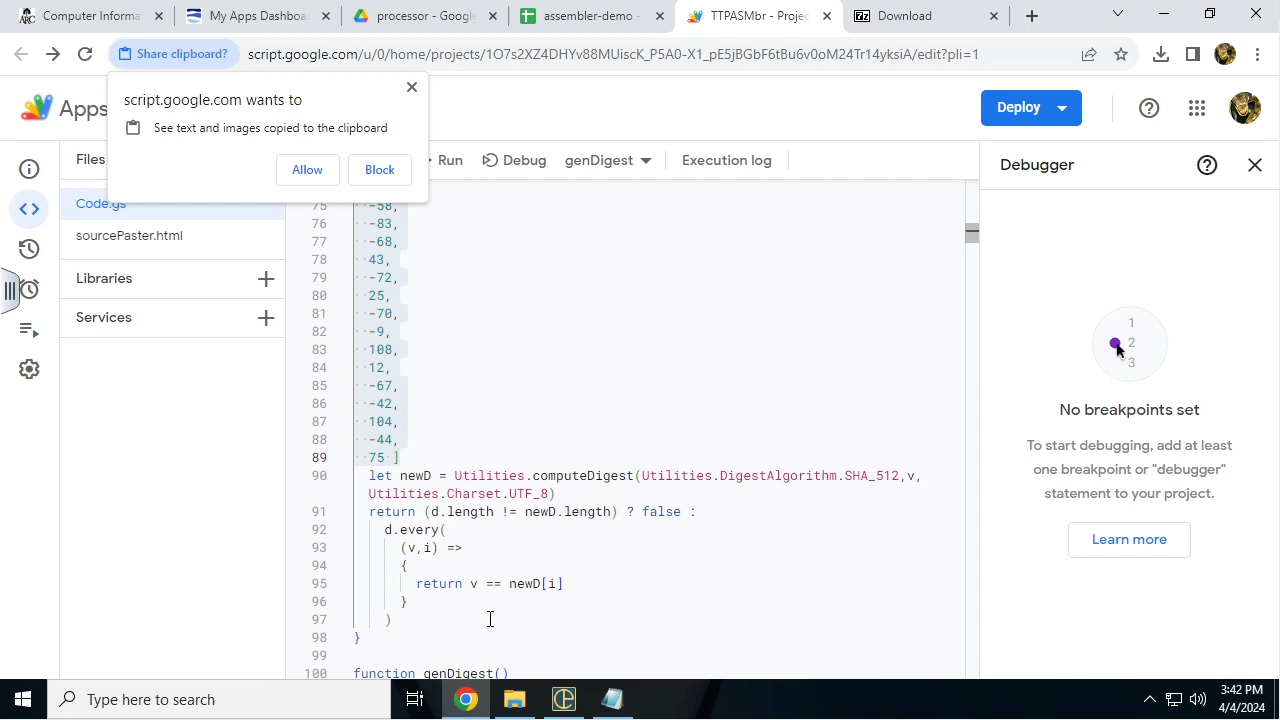 Computer Informa
My Apps Dashboa
processors - Googl
assembler-demo -
TTPASMbr - Projec
Download
Share clipboard?
script.google.com/u/0/home/projects/1O7s2XZ4DHYv88MUiscK_P5A0-X1_pE5jBGbF6tBu6v0oM24Tr14yksiA/edit?pli=1
script.google.com wants to
See text and images copied to the clipboard
Allow
Block
Apps
Deploy
Files
Run
Debug
genDigest
Execution log
Debugger
Code.gs
sourcePaster.html
Libraries
Services
75 -58,
76 -83,
77 -68,
78 43,
79 -72,
80 25,
81 -70,
82 -9,
83 108,
84 12,
85 -67,
86 -42,
87 104,
88 -44,
89 75 ]
90 let newD = Utilities.computeDigest(Utilities.DigestAlgorithm.SHA_512,v,
Utilities.Charset.UTF_8)
91 return (d.length != newD.length) ? false :
92 d.every(
93 (v,i) =>
94 {
95 return v == newD[i]
96 }
97 )
98 }
99
100 function genDigest()
1
2
3
No breakpoints set
To start debugging, add at least
one breakpoint or "debugger"
statement to your project.
Learn more
Type here to search
3:42 PM
4/4/2024